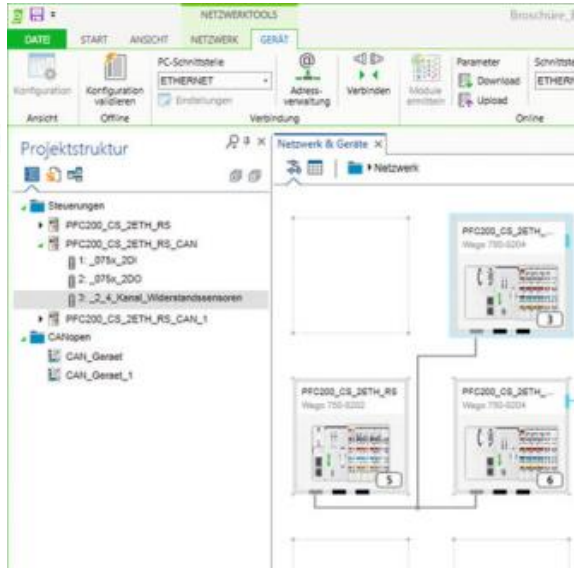 NETZWERKTOOLS
Broschüre_
DATEI START ANSICHT NETZWERK GERÄT
Konfiguration
Ansicht
Konfiguration validieren
Offline
PC-Schnittstelle
ETHERNET
Einstellungen
Adress-verwaltung
Verbinden
Verbindung
Module ermitteln
Parameter
Download
Upload
Schnittste
ETHERN
Online
Projektstruktur
Steuerungen
PFC200_CS_2ETH_RS
PFC200_CS_2ETH_RS_CAN
1: _075x_2DI
2: _075x_2DO
3: _2_4_Kanal_Widerstandssensoren
PFC200_CS_2ETH_RS_CAN_1
CANopen
CAN_Geraet
CAN_Geraet_1
Netzwerk & Geräte
Netzwerk
PFC200_CS_2ETH_...
Wago 750-8204
3
PFC200_CS_2ETH_RS
Wago 750-8202
5
PFC200_CS_2ETH_...
Wago 750-8204
6